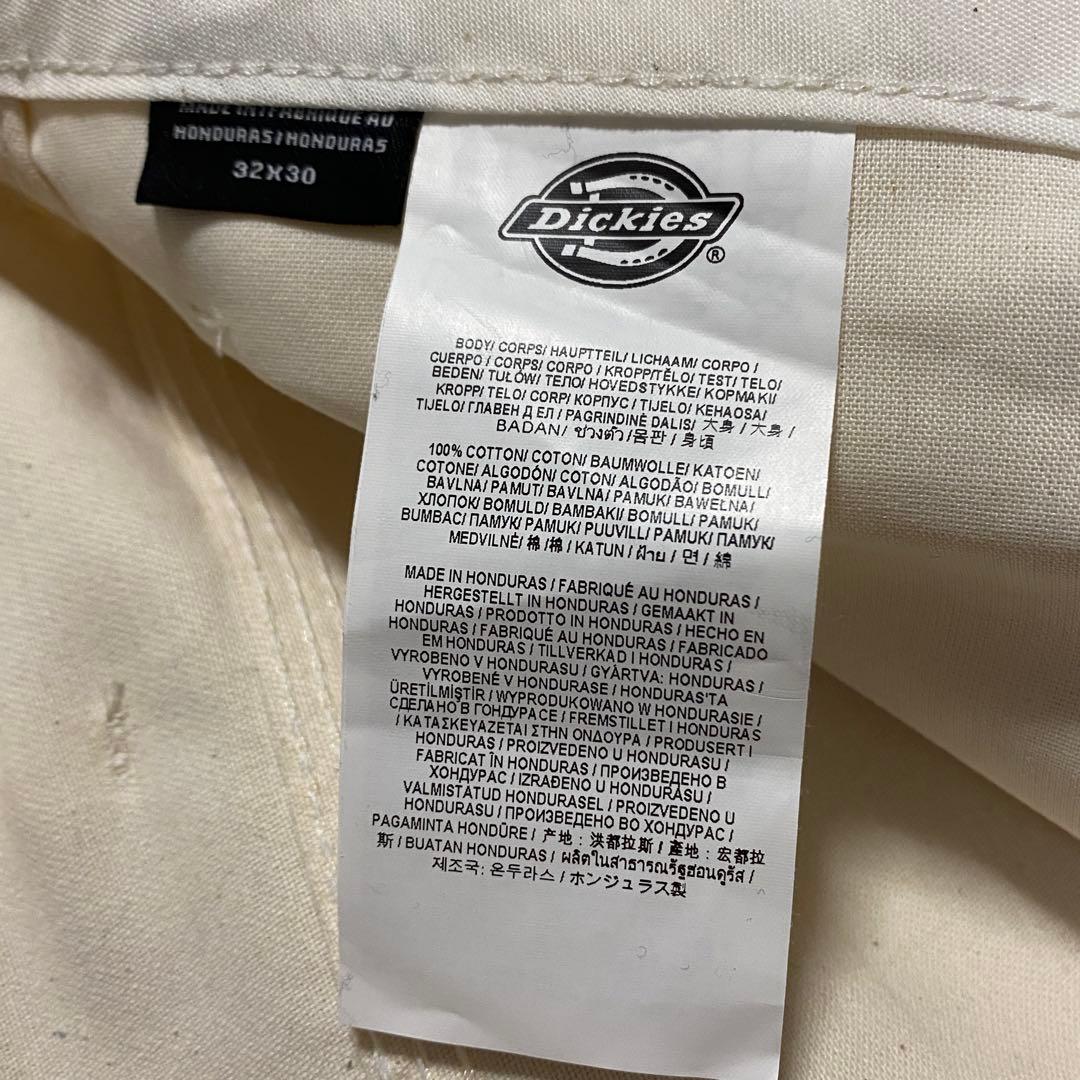 MADE IN / FABRIQUE AU
HONDURAS / HONDURAS
32X30
Dickies
®
BODY/ CORPS/ HAUPTTEIL/ LICHAAM/ CORPO /
CUERPO / CORPS/ CORPO / KROPP/TĚLO/ TEST/ TELO/
BEDEN/ TUŁÓW/ ТЕЛО/ HOVEDSTYKKE/ KOPMAKI/
KROPP/ TELO/ CORP/ КОРПУС / TIJELO/ KEHAOSA/
TIJELO/ ГЛАВЕН ДЕЛ / PAGRINDINĖ DALIS/ 大身 / 大身 /
BADAN/ ช่วงตัว /몸판 / 身頃
100% COTTON/ COTON/ BAUMWOLLE/ KATOEN/
COTONE/ ALGODÓN/ COTON/ ALGODÃO/ BOMULL/
BAVLNA/ PAMUT/ BAVLNA/ PAMUK/ BAWEŁNA/
ХЛОПОК/ BOMULD/ BAMBAKI/ BOMULL/ PAMUK/
BUMBAC/ ПАМУК/ PAMUK/ PUUVILL/ PAMUK/ ПАМУК/
MEDVILNĖ/ 棉 /棉 / KATUN / ฝ้าย / 면 / 綿
MADE IN HONDURAS / FABRIQUÉ AU HONDURAS /
HERGESTELLT IN HONDURAS / GEMAAKT IN
HONDURAS / PRODOTTO IN HONDURAS / HECHO EN
HONDURAS / FABRIQUÉ AU HONDURAS / FABRICADO
EM HONDURAS / TILLVERKAD I HONDURAS /
VYROBENO V HONDURASU / GYÁRTVA: HONDURAS /
VYROBENÉ V HONDURASE / HONDURAS'TA
ÜRETİLMİŞTİR / WYPRODUKOWANO W HONDURASIE /
СДЕЛАНО В ГОНДУРАСЕ / FREMSTILLET I HONDURAS
/ ΚΑΤΑΣΚΕΥΑΖΕΤΑΙ ΣΤΗΝ ΟΝΔΟΥΡΑ / PRODUSERT I
HONDURAS / PROIZVEDENO U HONDURASU /
FABRICAT ÎN HONDURAS / ПРОИЗВЕДЕНО В
ХОНДУРАС / IZRAĐENO U HONDURASU /
VALMISTATUD HONDURASEL / PROIZVEDENO U
HONDURASU / ПРОИЗВЕДЕНО ВО ХОНДУРАС /
PAGAMINTA HONDŪRE / 产地 : 洪都拉斯 / 產地 : 宏都拉
斯 / BUATAN HONDURAS / ผลิตในสาธารณรัฐฮอนดูรัส /
제조국: 온두라스 / ホンジュラス製